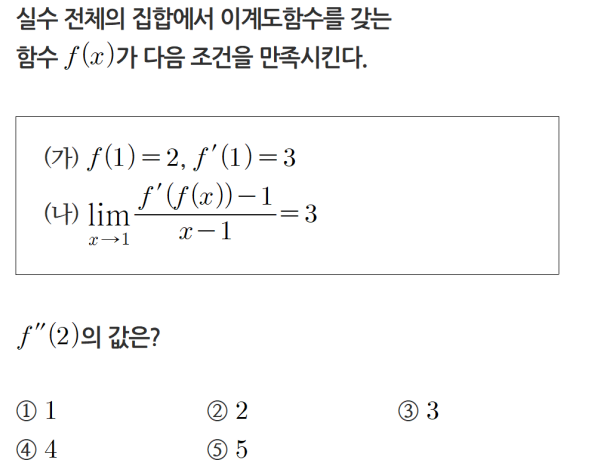 실수 전체의 집합에서 이계도함수를 갖는
함수 f(x)가 다음 조건을 만족시킨다.
(가) f(1)=2, f′(1)=3
(나) lim_{x→1} \frac{f′(f(x))−1}{x−1}=3
f″(2)의 값은?
① 1 ② 2 ③ 3
④ 4 ⑤ 5